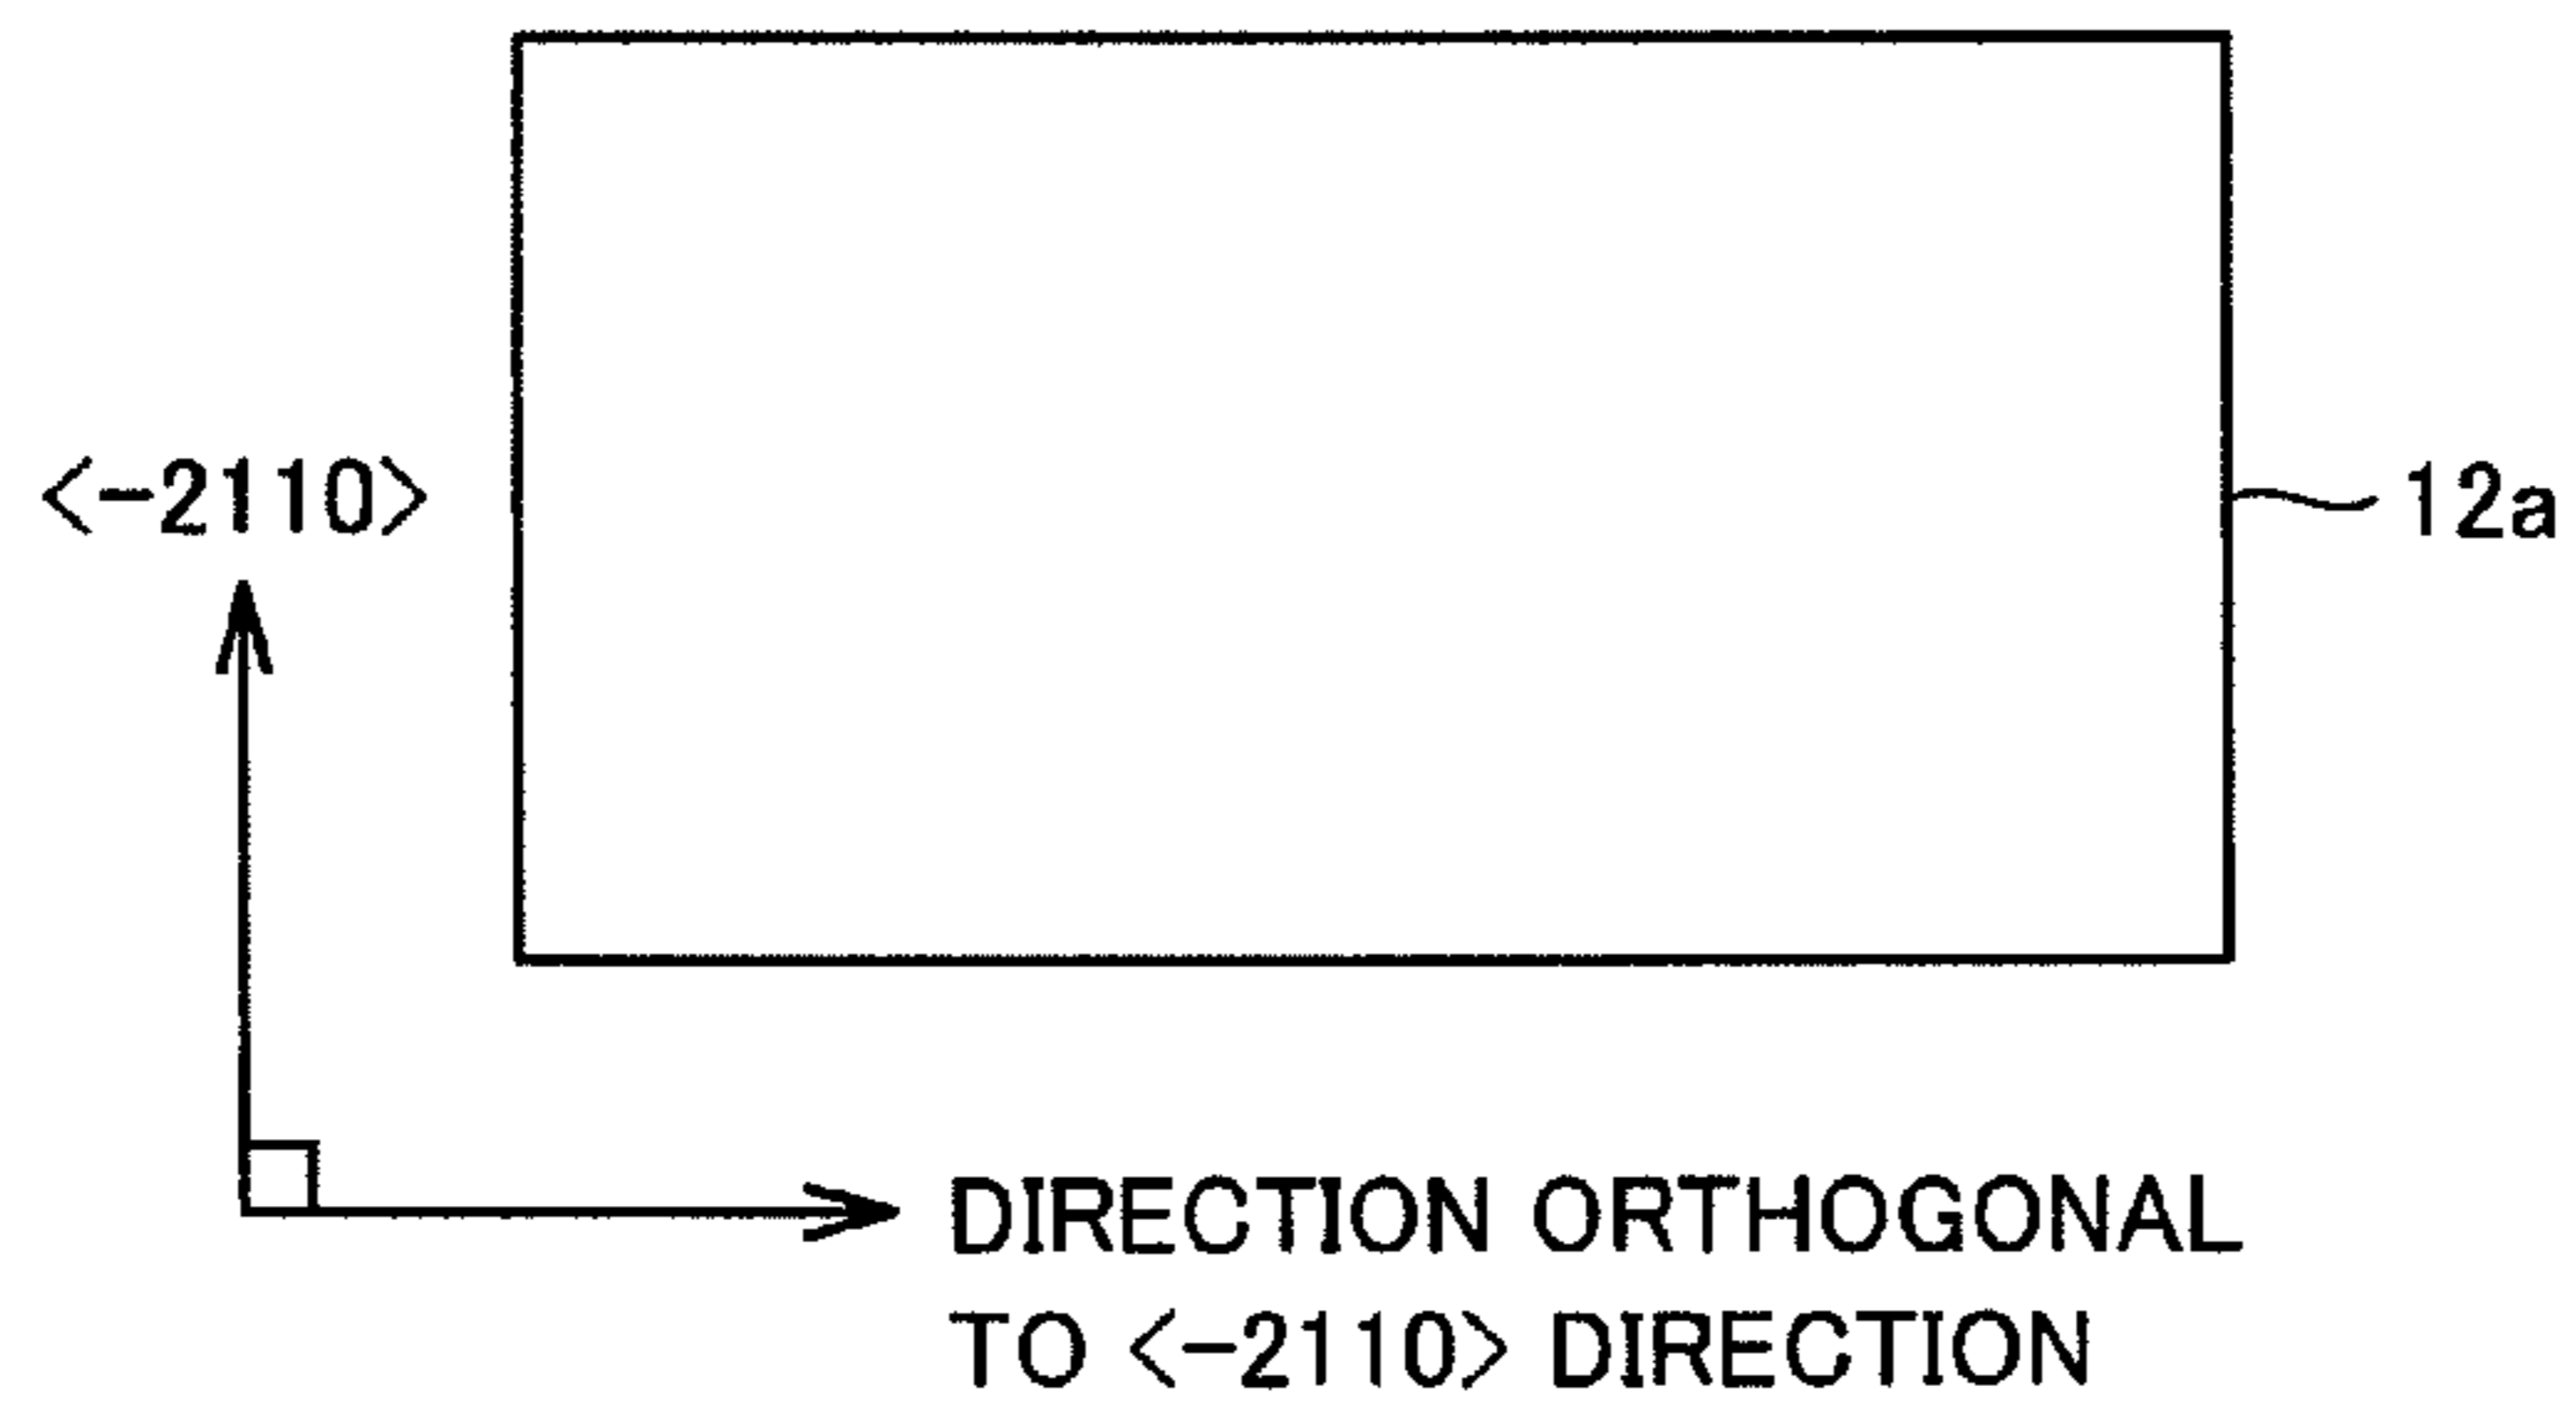 <-2110>
12a
DIRECTION ORTHOGONAL
TO <-2110> DIRECTION